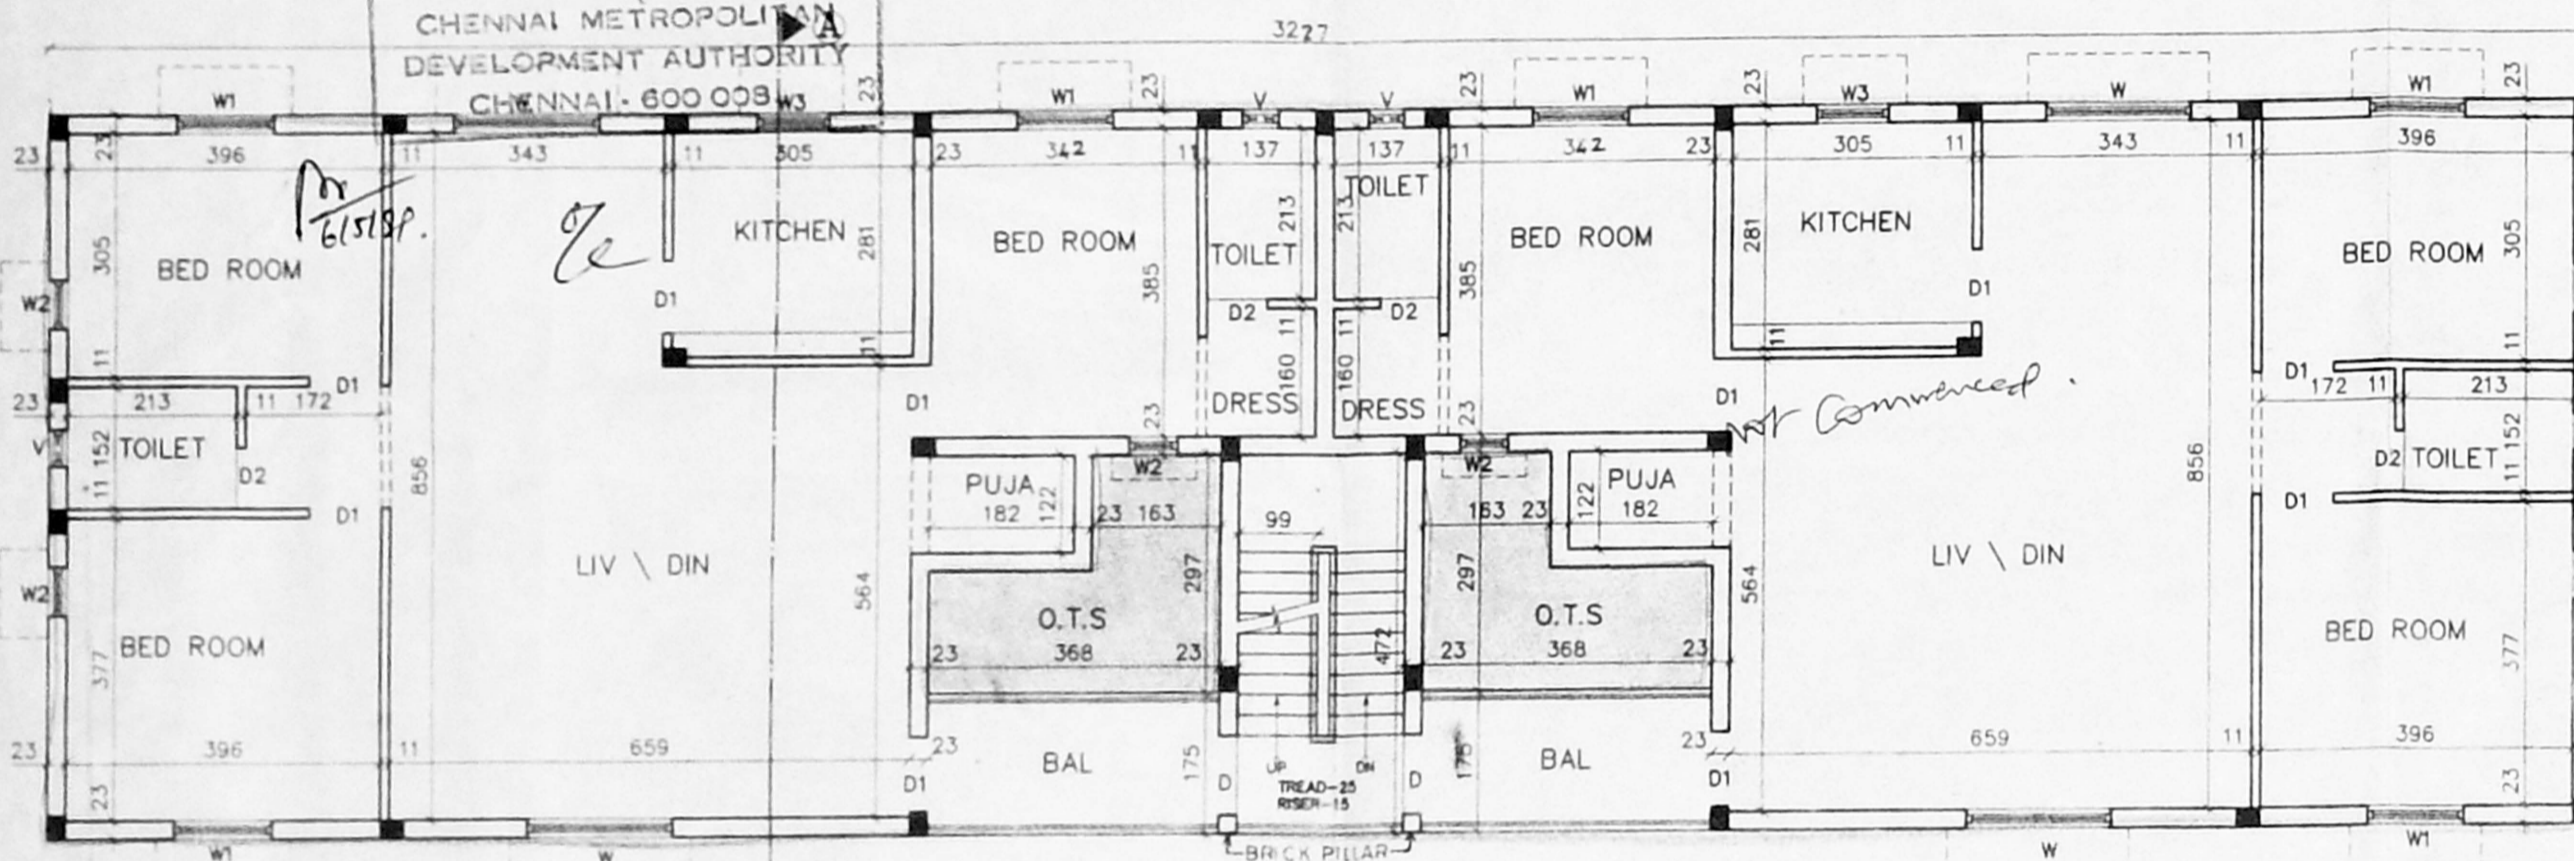 CHENNAI METROPOLITAN
A
DEVELOPMENT AUTHORITY
CHENNAI - 600 008
3227
W1 W3 23 W1 23 V V 23 W1 23 W3 W W1 23
23 23 396 11 343 11 305 23 342 11 137 137 11 342 23 305 11 343 11 396
6/5/
TOILET
213 213
KITCHEN 281 BED ROOM TOILET BED ROOM 281 KITCHEN
BED ROOM 305 385 385 BED ROOM 305
W2 D1 D2 11 11 D2 D1
11 11 160 160 11 11
D1 D1
23 213 11 172 D1 DRESS DRESS D1 172 11 213
23 23
Not Commenced.
V 152 TOILET 152
11 D2 856 W2 W2 856 D2 TOILET 11
PUJA PUJA
182 122 23 163 99 163 23 122 182
D1 D1
LIV \ DIN LIV \ DIN
W2 564 297 297 564
O.T.S O.T.S
BED ROOM 377 23 368 23 472 23 368 23 BED ROOM 377
23 396 11 659 23 23 659 11 396
BAL 175 175 BAL
UP DN
23 D1 D D D1 23
TREAD-25
RISER-15
W1 W BRICK PILLAR W W1